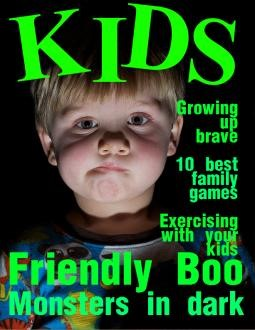 KIDS
Growing
up
brave
10 best
family
games
Exercising
with your
kids
Friendly Boo
Monsters in dark